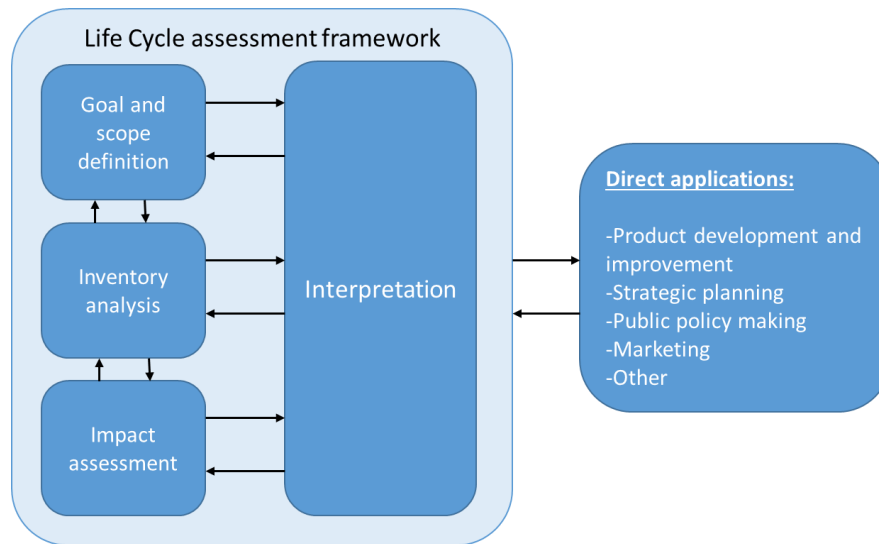 Life Cycle assessment framework
Goal and
scope
definition
Inventory
analysis
Impact
assessment
Interpretation
Direct applications:
-Product development and
improvement
-Strategic planning
-Public policy making
-Marketing
-Other